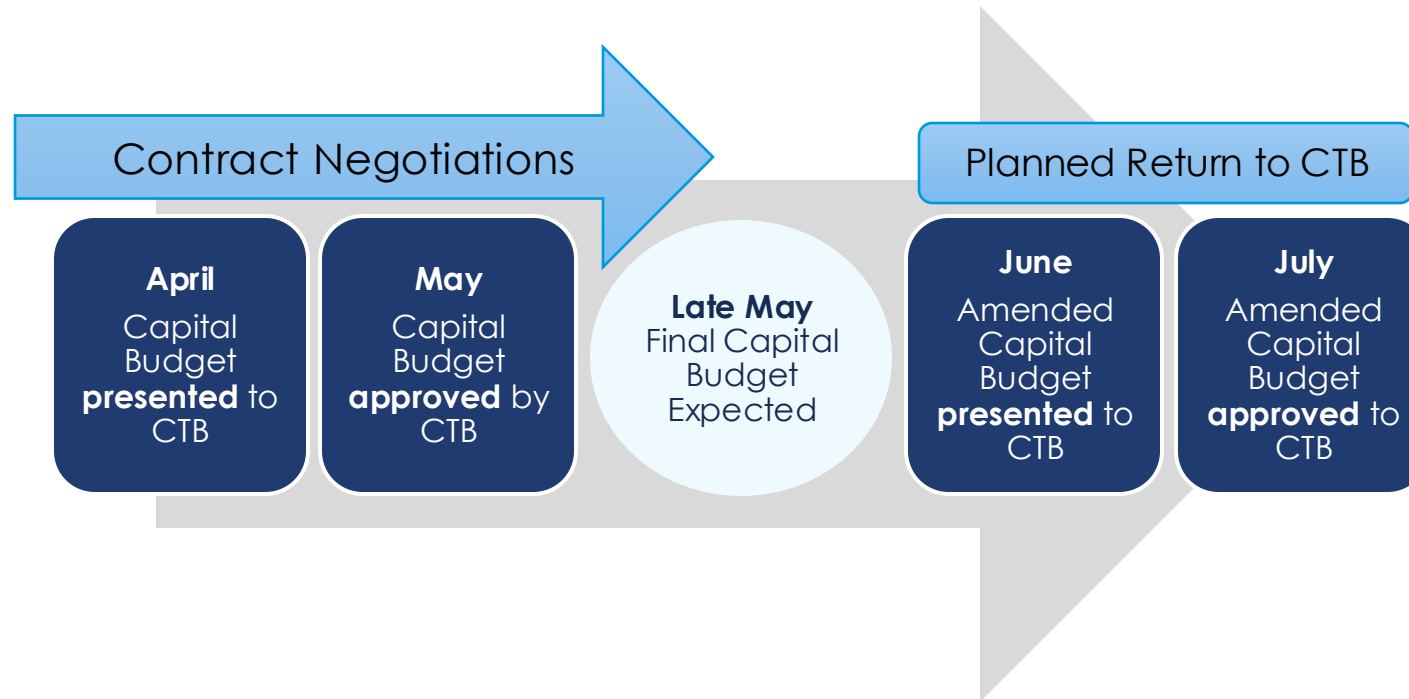 Contract Negotiations
Planned Return to CTB
April
Capital
Budget
presented to
CTB
May
Capital
Budget
approved by
CTB
Late May
Final Capital
Budget
Expected
June
Amended
Capital
Budget
presented to
CTB
July
Amended
Capital
Budget
approved to
CTB